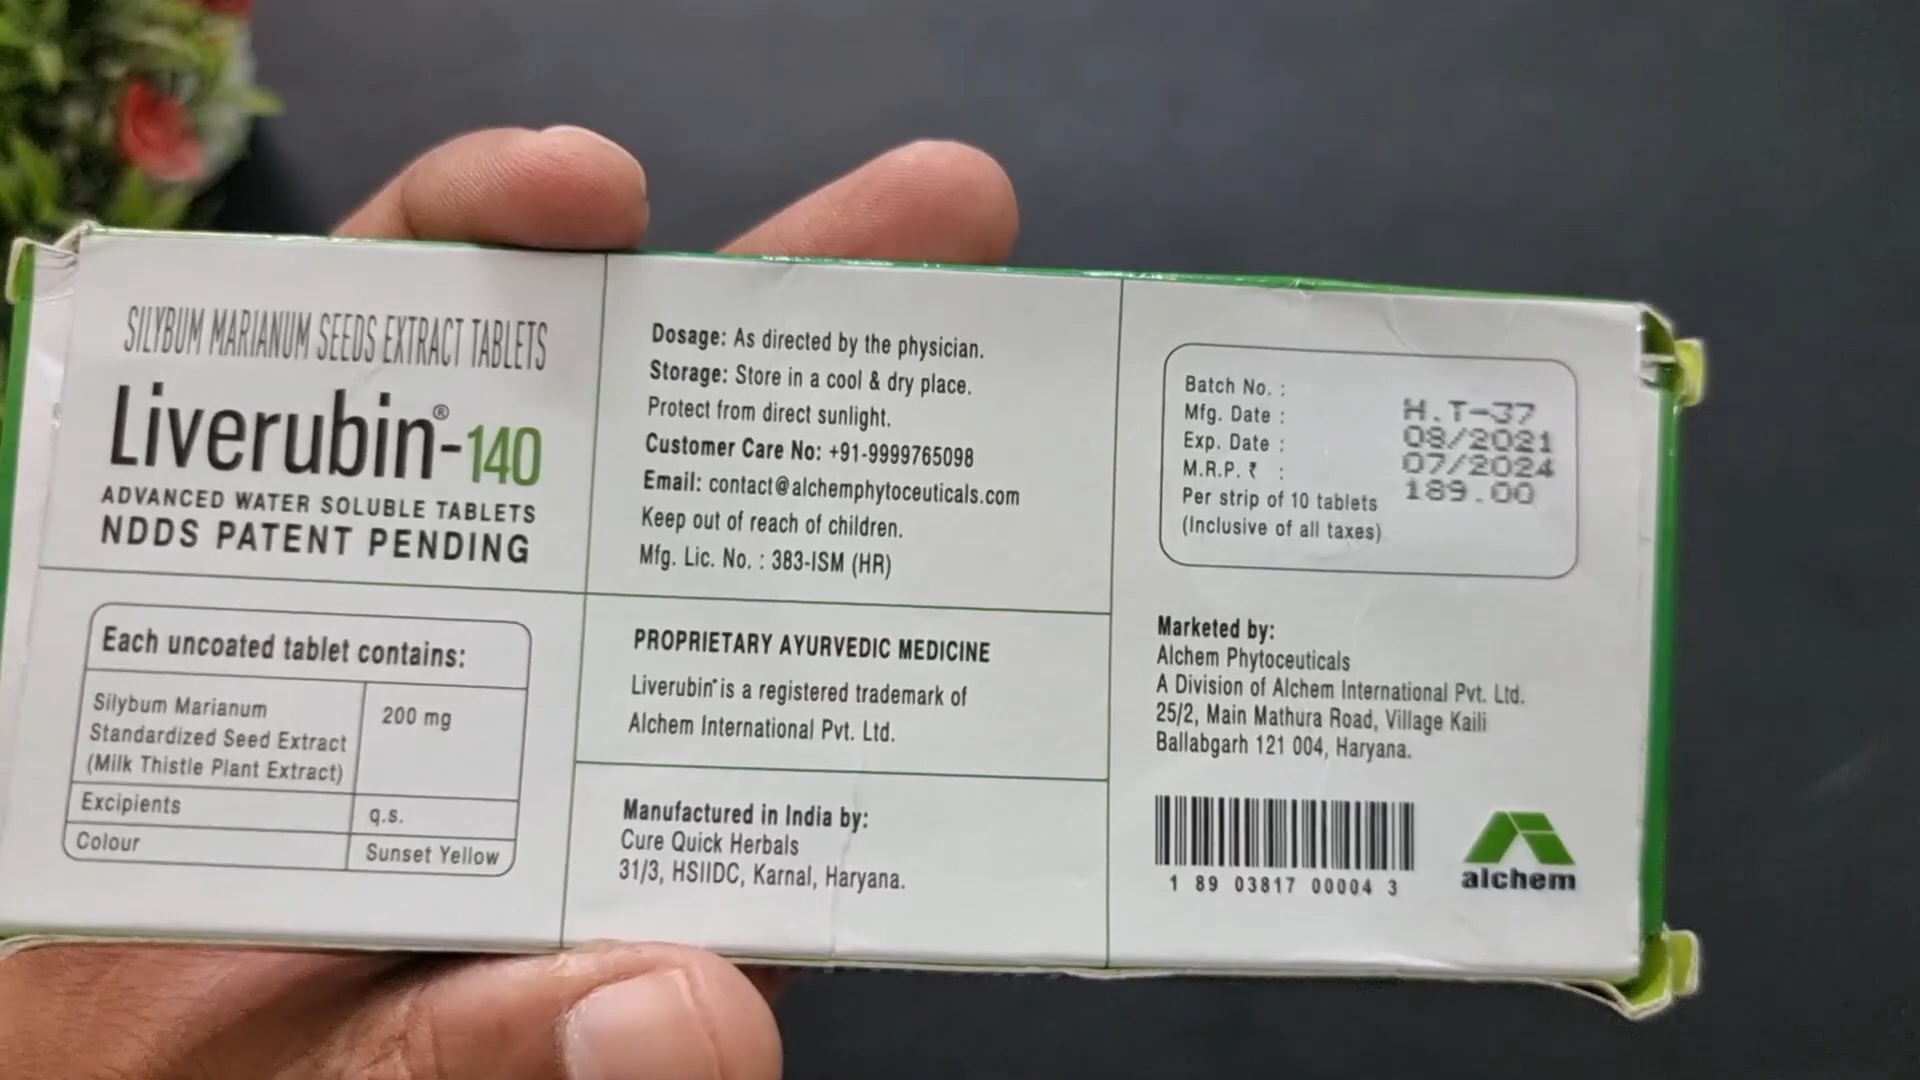 SILYBUM MARIANUM SEEDS EXTRACT TABLETS
Liverubin®-140
ADVANCED WATER SOLUBLE TABLETS
NDDS PATENT PENDING
Each uncoated tablet contains:
Silybum Marianum
Standardized Seed Extract
(Milk Thistle Plant Extract)
200 mg
Excipients
q.s.
Colour
Sunset Yellow
Dosage: As directed by the physician.
Storage: Store in a cool & dry place.
Protect from direct sunlight.
Customer Care No: +91-9999765098
Email: contact@alchemphytoceuticals.com
Keep out of reach of children.
Mfg. Lic. No. : 383-ISM (HR)
PROPRIETARY AYURVEDIC MEDICINE
Liverubin® is a registered trademark of
Alchem International Pvt. Ltd.
Manufactured in India by:
Cure Quick Herbals
31/3, HSIIDC, Karnal, Haryana.
Batch No. : H.T-37
Mfg. Date : 08/2021
Exp. Date : 07/2024
M.R.P. ₹ : 189.00
Per strip of 10 tablets
(Inclusive of all taxes)
Marketed by:
Alchem Phytoceuticals
A Division of Alchem International Pvt. Ltd.
25/2, Main Mathura Road, Village Kaili
Ballabgarh 121 004, Haryana.
1 89 03817 00004 3
alchem